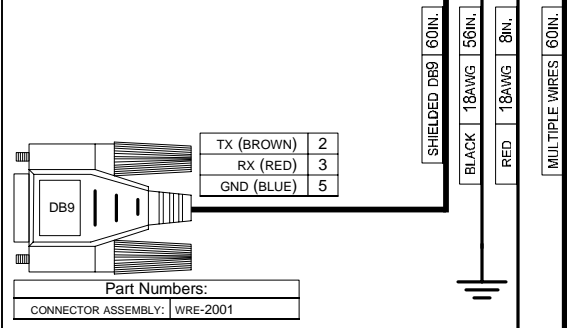 SHIELDED DB9 60IN.
BLACK 18AWG 56IN.
RED 18AWG 8IN.
MULTIPLE WIRES 60IN.
TX (BROWN) 2
RX (RED) 3
GND (BLUE) 5
DB9
Part Numbers:
CONNECTOR ASSEMBLY: WRE-2001